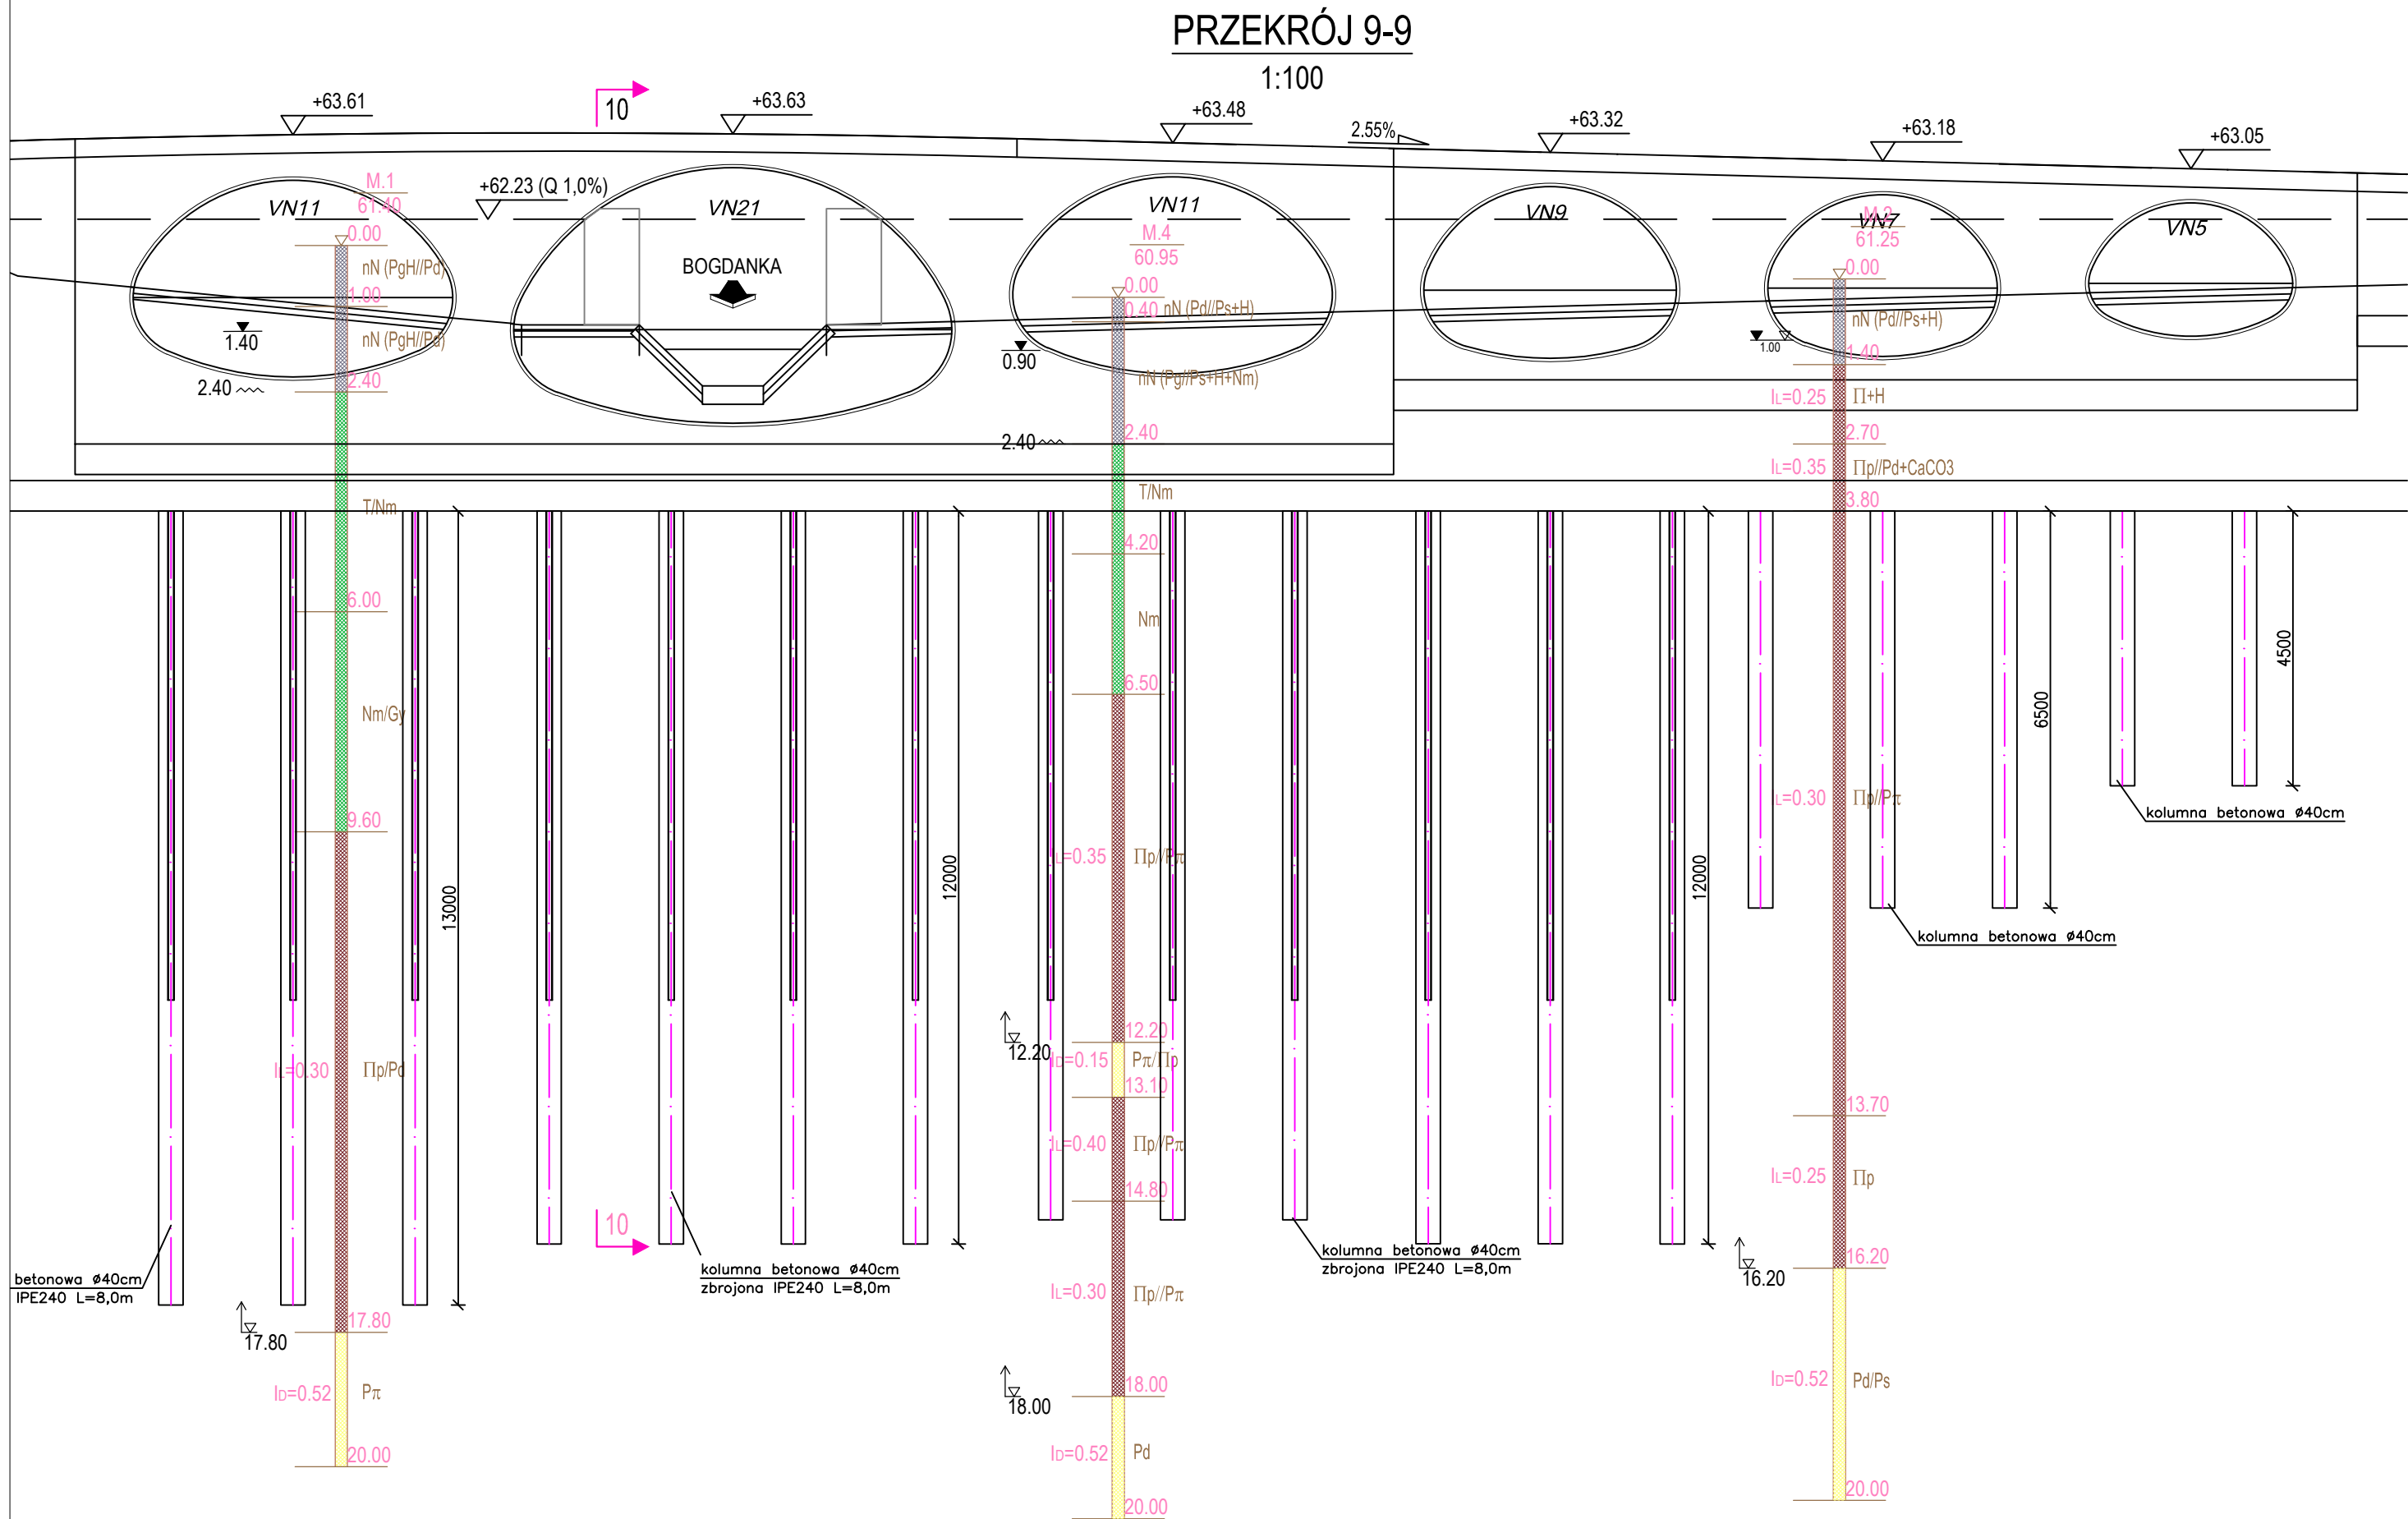 PRZEKRÓJ 9-9
1:100
+63.61
10
+63.63
+63.48
2.55%
+63.32
+63.18
+63.05
M.1
61.40
0.00
VN11
+62.23 (Q 1,0%)
VN21
VN11
VN9
VN7
VN5
M.4
60.95
0.00
M.2
61.25
0.00
BOGDANKA
nN (PgH//Pd)
1.00
nN (PgH//Pd)
1.40
2.40
2.40
0.40
nN (Pd//Ps+H)
0.90
nN (Pg//Ps+H+Nm)
2.40
2.40
nN (Pd//Ps+H)
1.00
1.40
IL=0.25
Π+H
2.70
IL=0.35
Πp//Pd+CaCO3
3.80
T/Nm
T/Nm
4.20
6.00
Nm
6.50
Nm/Gy
9.60
13000
12000
12000
6500
4500
IL=0.35
Πp//Pπ
IL=0.30
Πp//Pπ
kolumna betonowa ø40cm
kolumna betonowa ø40cm
IL=0.30
Πp/Pd
12.20
12.20
ID=0.15
Pπ/Πp
13.10
IL=0.40
Πp//Pπ
14.80
13.70
IL=0.25
Πp
16.20
16.20
10
betonowa ø40cm
IPE240 L=8,0m
kolumna betonowa ø40cm
zbrojona IPE240 L=8,0m
kolumna betonowa ø40cm
zbrojona IPE240 L=8,0m
IL=0.30
Πp//Pπ
17.80
17.80
ID=0.52
Pπ
20.00
18.00
18.00
ID=0.52
Pd
20.00
ID=0.52
Pd/Ps
20.00